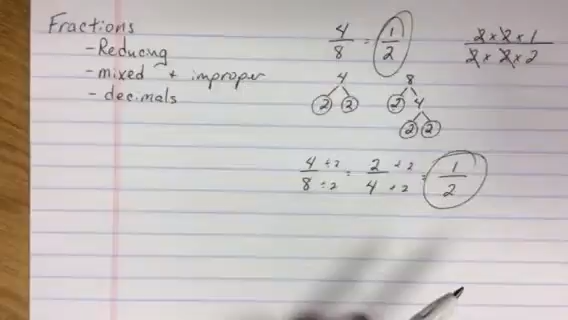 Fractions
- Reducing
- mixed + improper
- decimals
4/8 = 1/2
2 x 2 x 1 / 2 x 2 x 2
4
2 2
8
2 4
2 2
4 ÷2 / 8 ÷2 = 2 ÷2 / 4 ÷2 = 1/2